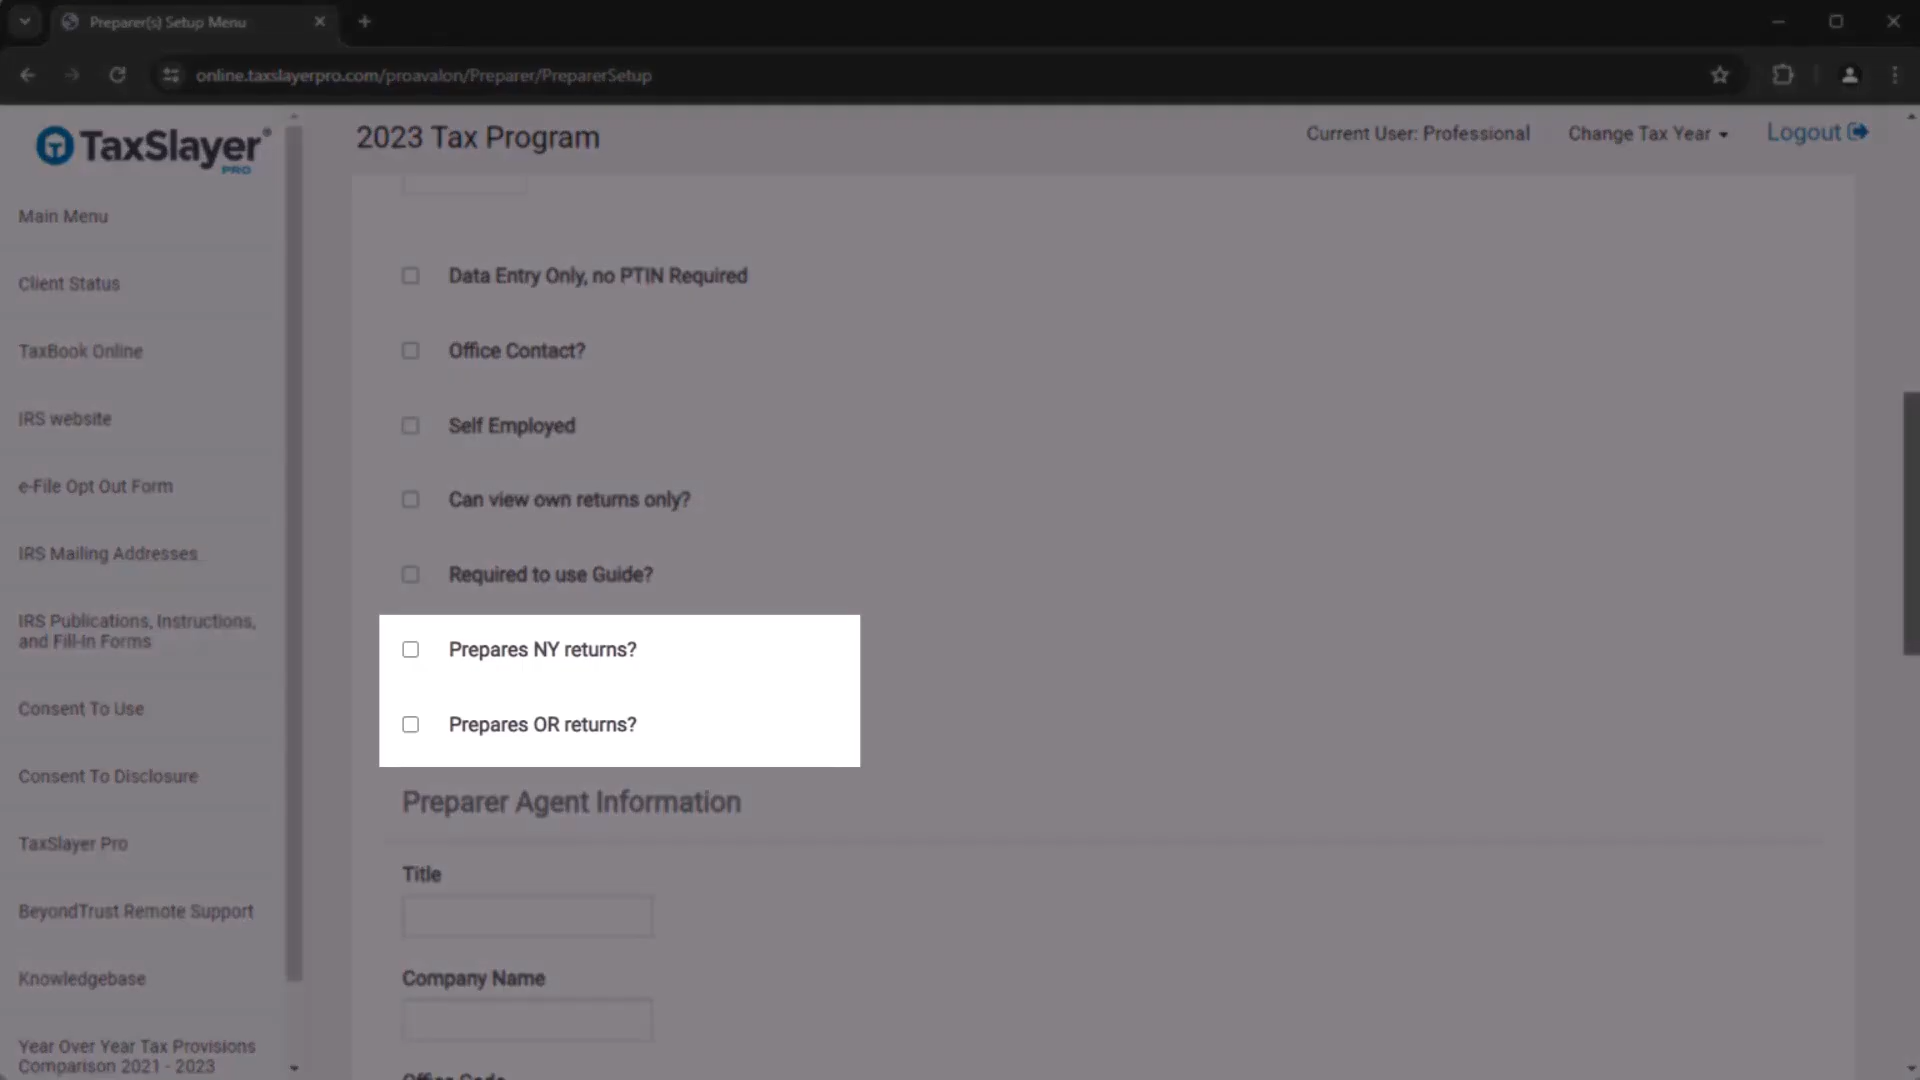 Preparer(s) Setup Menu
online.taxslayerpro.com/proavalon/Preparer/PreparerSetup
TaxSlayer®
PRO
2023 Tax Program
Current User: Professional
Change Tax Year
Logout
Main Menu
Client Status
TaxBook Online
IRS website
e-File Opt Out Form
IRS Mailing Addresses
IRS Publications, Instructions,
and Fill-In Forms
Consent To Use
Consent To Disclosure
TaxSlayer Pro
BeyondTrust Remote Support
Knowledgebase
Year Over Year Tax Provisions
Comparison 2021 - 2023
Data Entry Only, no PTIN Required
Office Contact?
Self Employed
Can view own returns only?
Required to use Guide?
Prepares NY returns?
Prepares OR returns?
Preparer Agent Information
Title
Company Name
Office Code